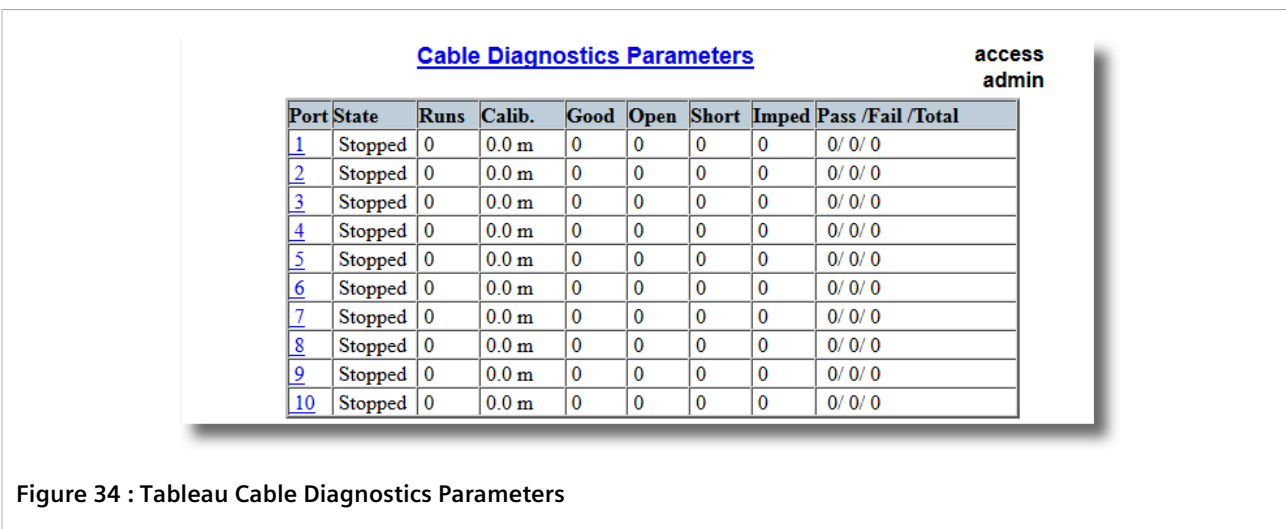 Cable Diagnostics Parameters
access
admin
Port State Runs Calib. Good Open Short Imped Pass /Fail /Total
1 Stopped 0 0.0 m 0 0 0 0 0/ 0/ 0
2 Stopped 0 0.0 m 0 0 0 0 0/ 0/ 0
3 Stopped 0 0.0 m 0 0 0 0 0/ 0/ 0
4 Stopped 0 0.0 m 0 0 0 0 0/ 0/ 0
5 Stopped 0 0.0 m 0 0 0 0 0/ 0/ 0
6 Stopped 0 0.0 m 0 0 0 0 0/ 0/ 0
7 Stopped 0 0.0 m 0 0 0 0 0/ 0/ 0
8 Stopped 0 0.0 m 0 0 0 0 0/ 0/ 0
9 Stopped 0 0.0 m 0 0 0 0 0/ 0/ 0
10 Stopped 0 0.0 m 0 0 0 0 0/ 0/ 0
Figure 34 : Tableau Cable Diagnostics Parameters